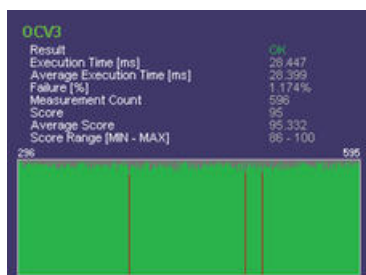 OCV3
Result OK
Execution Time [ms] 28.447
Average Execution Time [ms] 28.399
Failure [%] 1.174%
Measurement Count 596
Score 95
Average Score 95.332
Score Range [MIN - MAX] 86 - 100
296 595